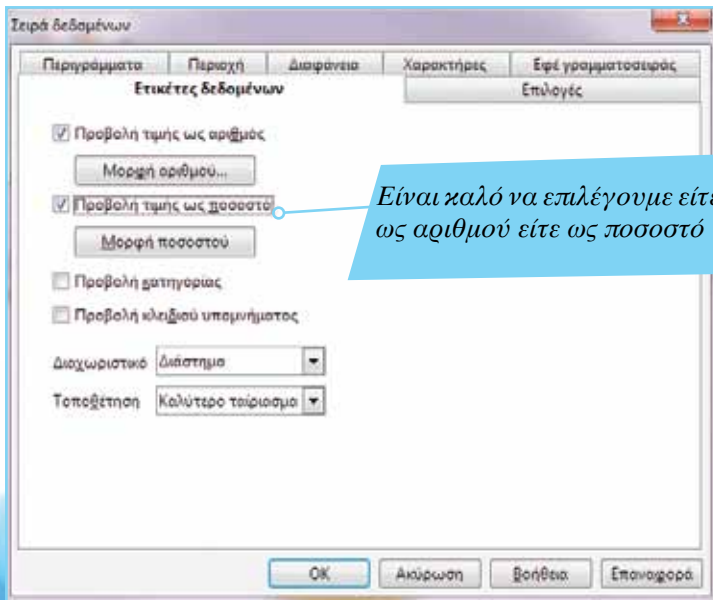 Σειρά δεδομένων
Περιγράμματα Περιοχή Διαφάνεια Χαρακτήρες Εφέ γραμματοσειράς
Ετικέτες δεδομένων Επιλογές
Προβολή τιμής ως αριθμός
Μορφή αριθμού...
Προβολή τιμής ως ποσοστό
Είναι καλό να επιλέγουμε είτε
ως αριθμού είτε ως ποσοστό
Μορφή ποσοστού
Προβολή κατηγορίας
Προβολή κλειδιού υπομνήματος
Διαχωριστικό Διάστημα
Τοποθέτηση Καλύτερο ταίριασμα
OK Ακύρωση Βοήθεια Επαναφορά